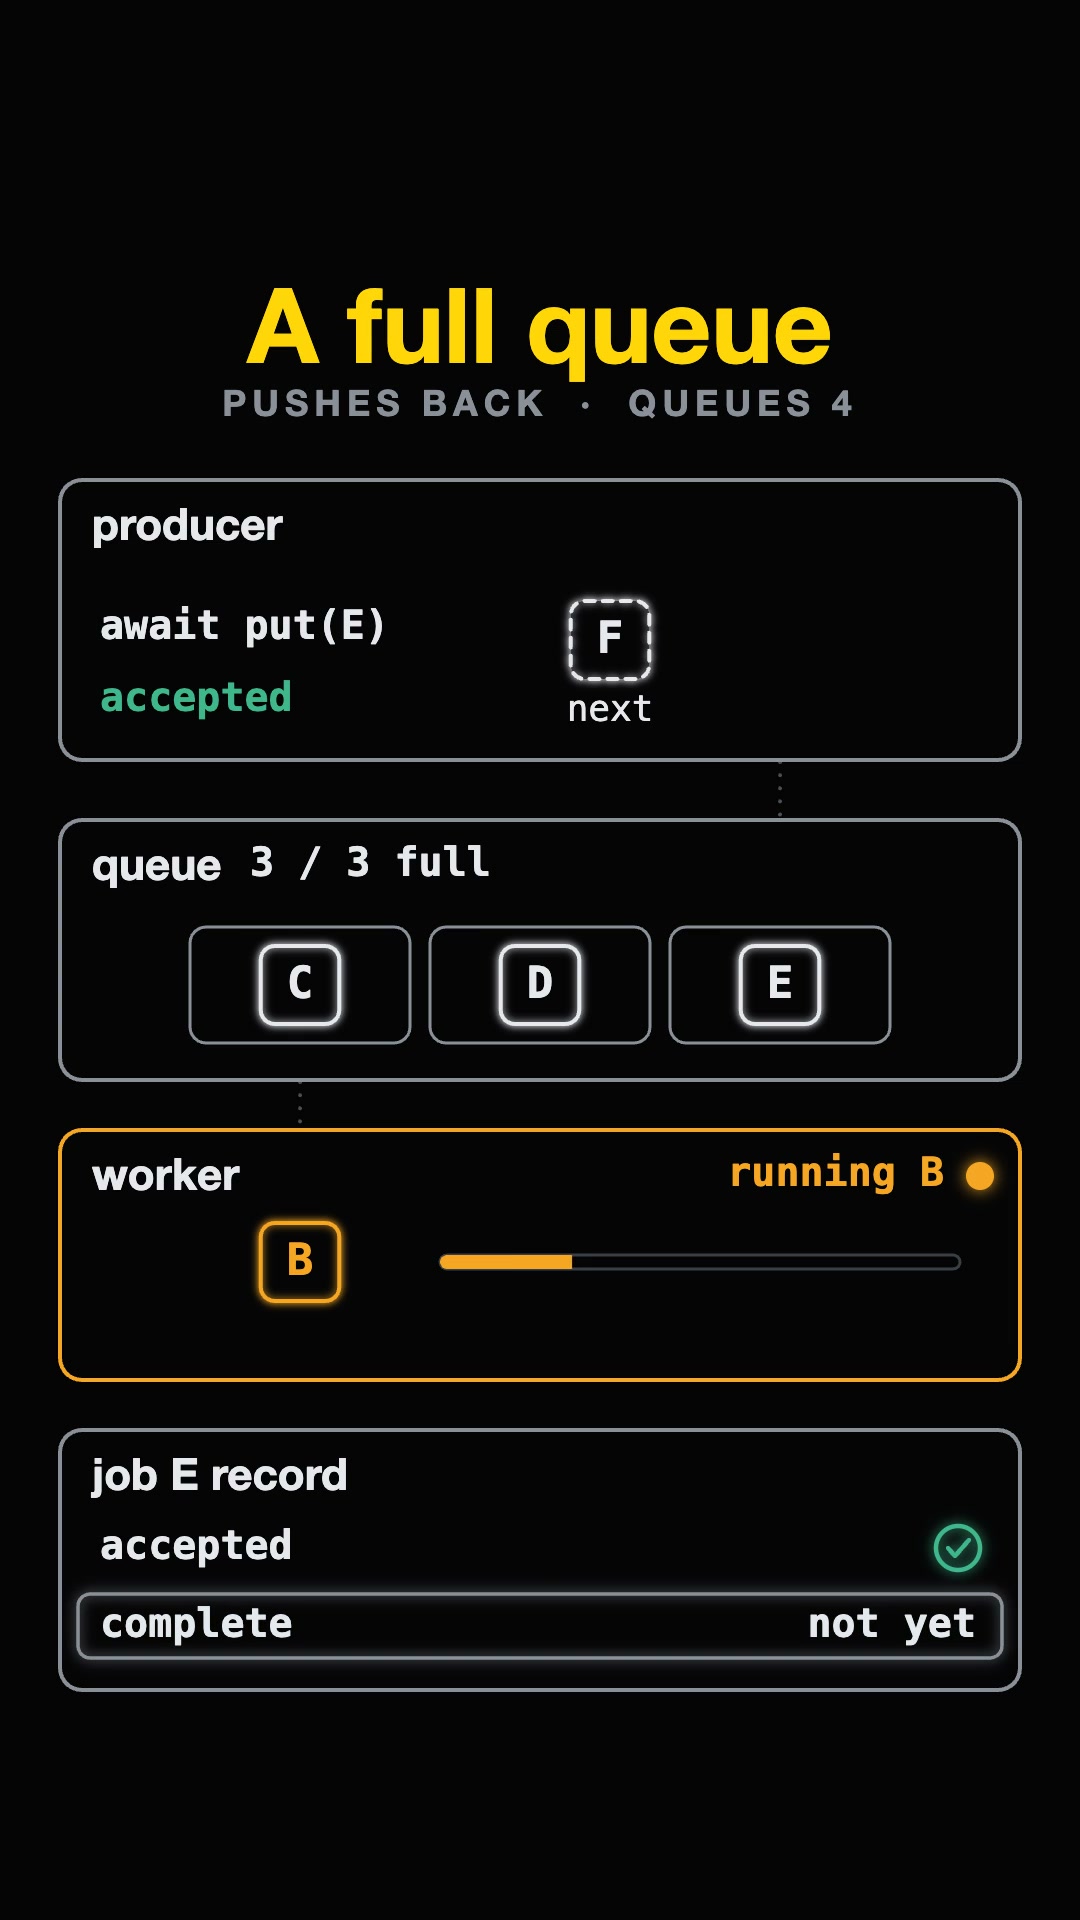 A full queue
PUSHES BACK · QUEUES 4
producer
await put(E)
accepted
F
next
queue 3 / 3 full
C D E
worker
running B
B
job E record
accepted
complete not yet